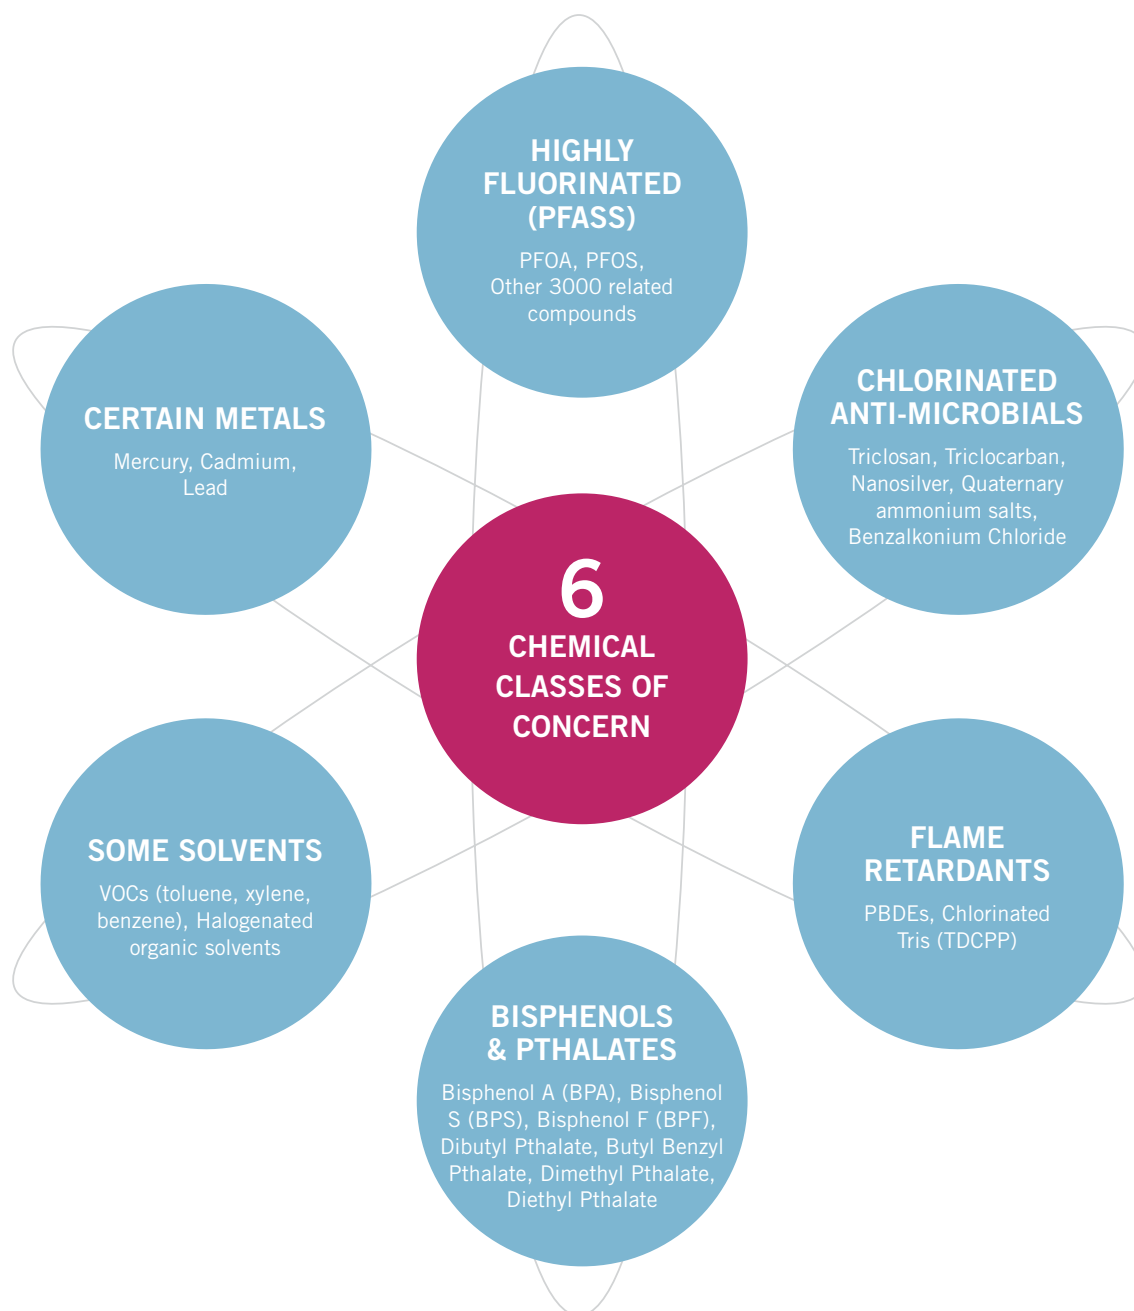 HIGHLY
FLUORINATED
(PFASS)
PFOA, PFOS,
Other 3000 related
compounds
CHLORINATED
ANTI-MICROBIALS
Triclosan, Triclocarban,
Nanosilver, Quaternary
ammonium salts,
Benzalkonium Chloride
CERTAIN METALS
Mercury, Cadmium,
Lead
6
CHEMICAL
CLASSES OF
CONCERN
SOME SOLVENTS
VOCs (toluene, xylene,
benzene), Halogenated
organic solvents
FLAME
RETARDANTS
PBDEs, Chlorinated
Tris (TDCPP)
BISPHENOLS
& PTHALATES
Bisphenol A (BPA), Bisphenol
S (BPS), Bisphenol F (BPF),
Dibutyl Pthalate, Butyl Benzyl
Pthalate, Dimethyl Pthalate,
Diethyl Pthalate